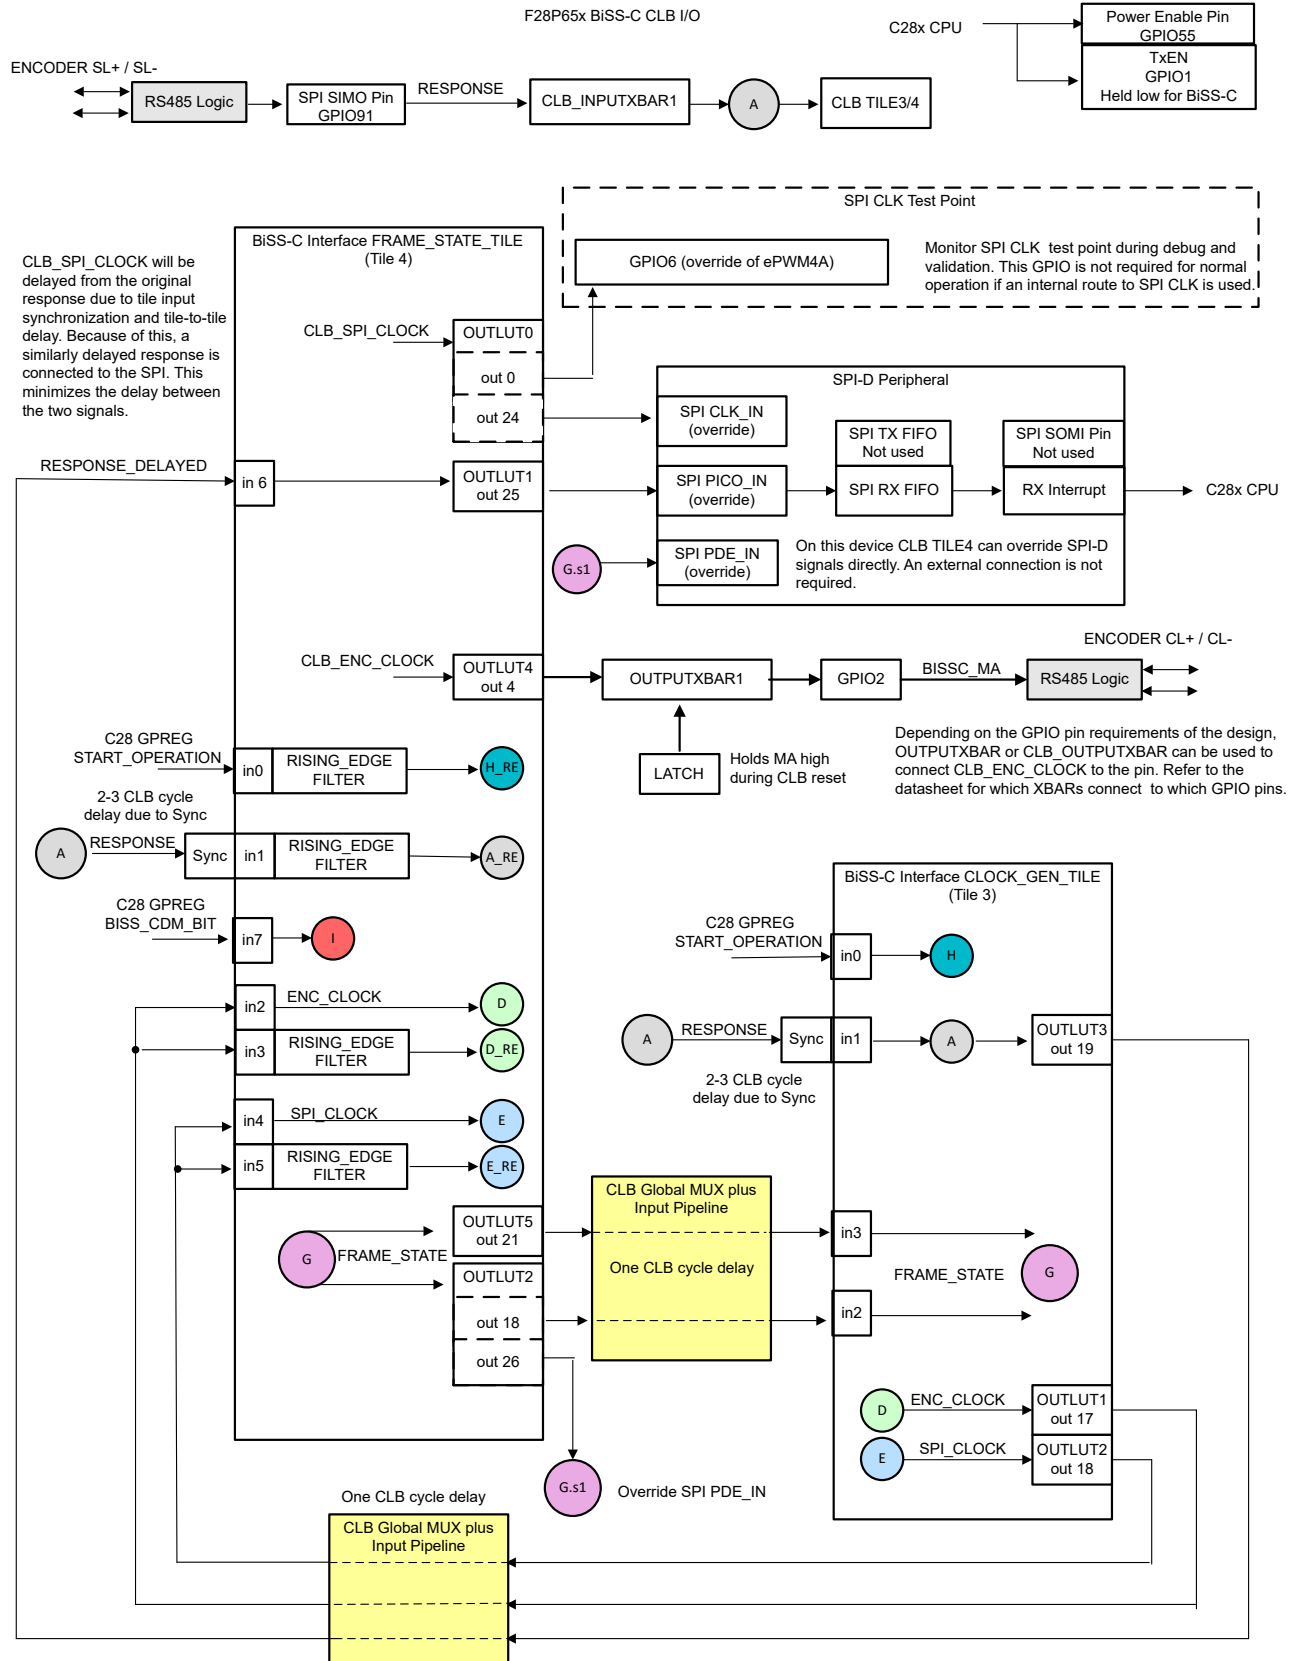 F28P65x BiSS-C CLB I/O
C28x CPU
Power Enable Pin
GPIO55
TxEN
GPIO1
Held low for BiSS-C
ENCODER SL+ / SL-
RS485 Logic
SPI SIMO Pin
GPIO91
RESPONSE
CLB_INPUTXBAR1
A
CLB TILE3/4
SPI CLK Test Point
GPIO6 (override of ePWM4A)
Monitor SPI CLK test point during debug and
validation. This GPIO is not required for normal
operation if an internal route to SPI CLK is used.
BiSS-C Interface FRAME_STATE_TILE
(Tile 4)
CLB_SPI_CLOCK will be
delayed from the original
response due to tile input
synchronization and tile-to-tile
delay. Because of this, a
similarly delayed response is
connected to the SPI. This
minimizes the delay between
the two signals.
CLB_SPI_CLOCK
OUTLUT0
out 0
out 24
SPI-D Peripheral
SPI CLK_IN
(override)
SPI TX FIFO
Not used
SPI SOMI Pin
Not used
RESPONSE_DELAYED
in 6
OUTLUT1
out 25
SPI PICO_IN
(override)
SPI RX FIFO
RX Interrupt
C28x CPU
G.s1
SPI PDE_IN
(override)
On this device CLB TILE4 can override SPI-D
signals directly. An external connection is not
required.
CLB_ENC_CLOCK
OUTLUT4
out 4
OUTPUTXBAR1
GPIO2
BISSC_MA
RS485 Logic
ENCODER CL+ / CL-
LATCH
Holds MA high
during CLB reset
Depending on the GPIO pin requirements of the design,
OUTPUTXBAR or CLB_OUTPUTXBAR can be used to
connect CLB_ENC_CLOCK to the pin. Refer to the
datasheet for which XBARs connect to which GPIO pins.
C28 GPREG
START_OPERATION
in0
RISING_EDGE
FILTER
H_RE
2-3 CLB cycle
delay due to Sync
A
RESPONSE
Sync
in1
RISING_EDGE
FILTER
A_RE
C28 GPREG
BISS_CDM_BIT
in7
I
in2
ENC_CLOCK
D
in3
RISING_EDGE
FILTER
D_RE
in4
SPI_CLOCK
E
in5
RISING_EDGE
FILTER
E_RE
BiSS-C Interface CLOCK_GEN_TILE
(Tile 3)
C28 GPREG
START_OPERATION
in0
H
A
RESPONSE
Sync
in1
A
OUTLUT3
out 19
2-3 CLB cycle
delay due to Sync
G
FRAME_STATE
OUTLUT5
out 21
OUTLUT2
out 18
out 26
CLB Global MUX plus
Input Pipeline
One CLB cycle delay
in3
FRAME_STATE
G
in2
D
ENC_CLOCK
OUTLUT1
out 17
E
SPI_CLOCK
OUTLUT2
out 18
G.s1
Override SPI PDE_IN
One CLB cycle delay
CLB Global MUX plus
Input Pipeline